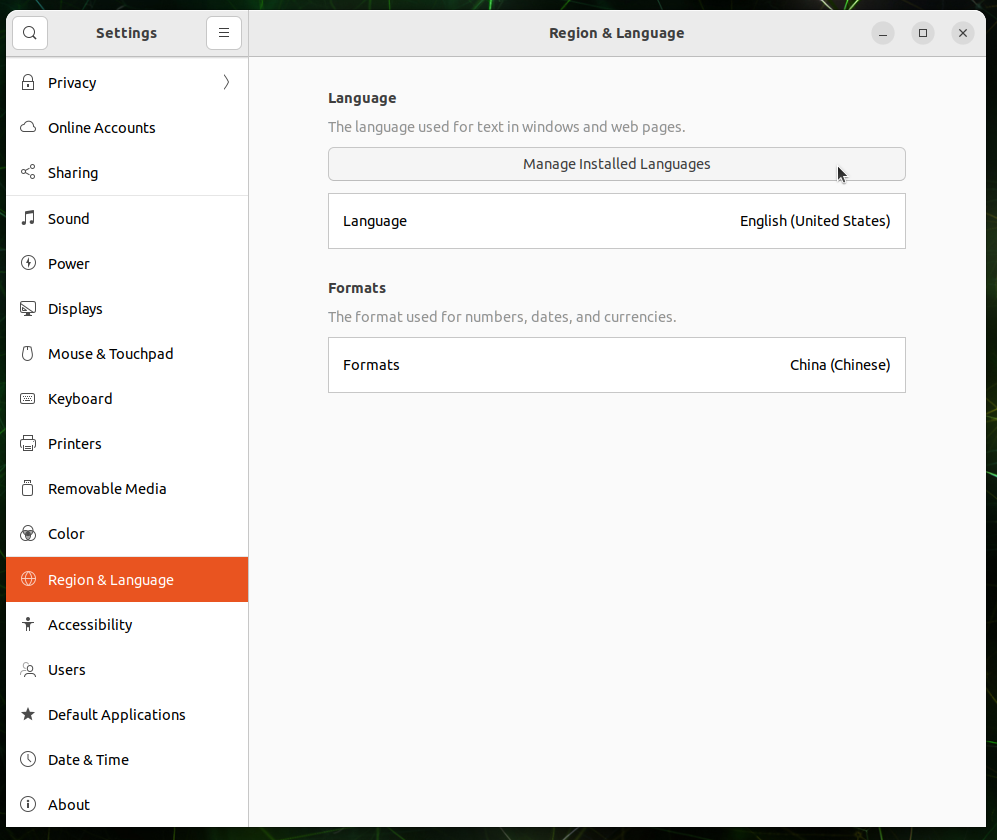 Settings
Region & Language
Privacy
Online Accounts
Sharing
Sound
Power
Displays
Mouse & Touchpad
Keyboard
Printers
Removable Media
Color
Region & Language
Accessibility
Users
Default Applications
Date & Time
About
Language
The language used for text in windows and web pages.
Manage Installed Languages
Language English (United States)
Formats
The format used for numbers, dates, and currencies.
Formats China (Chinese)